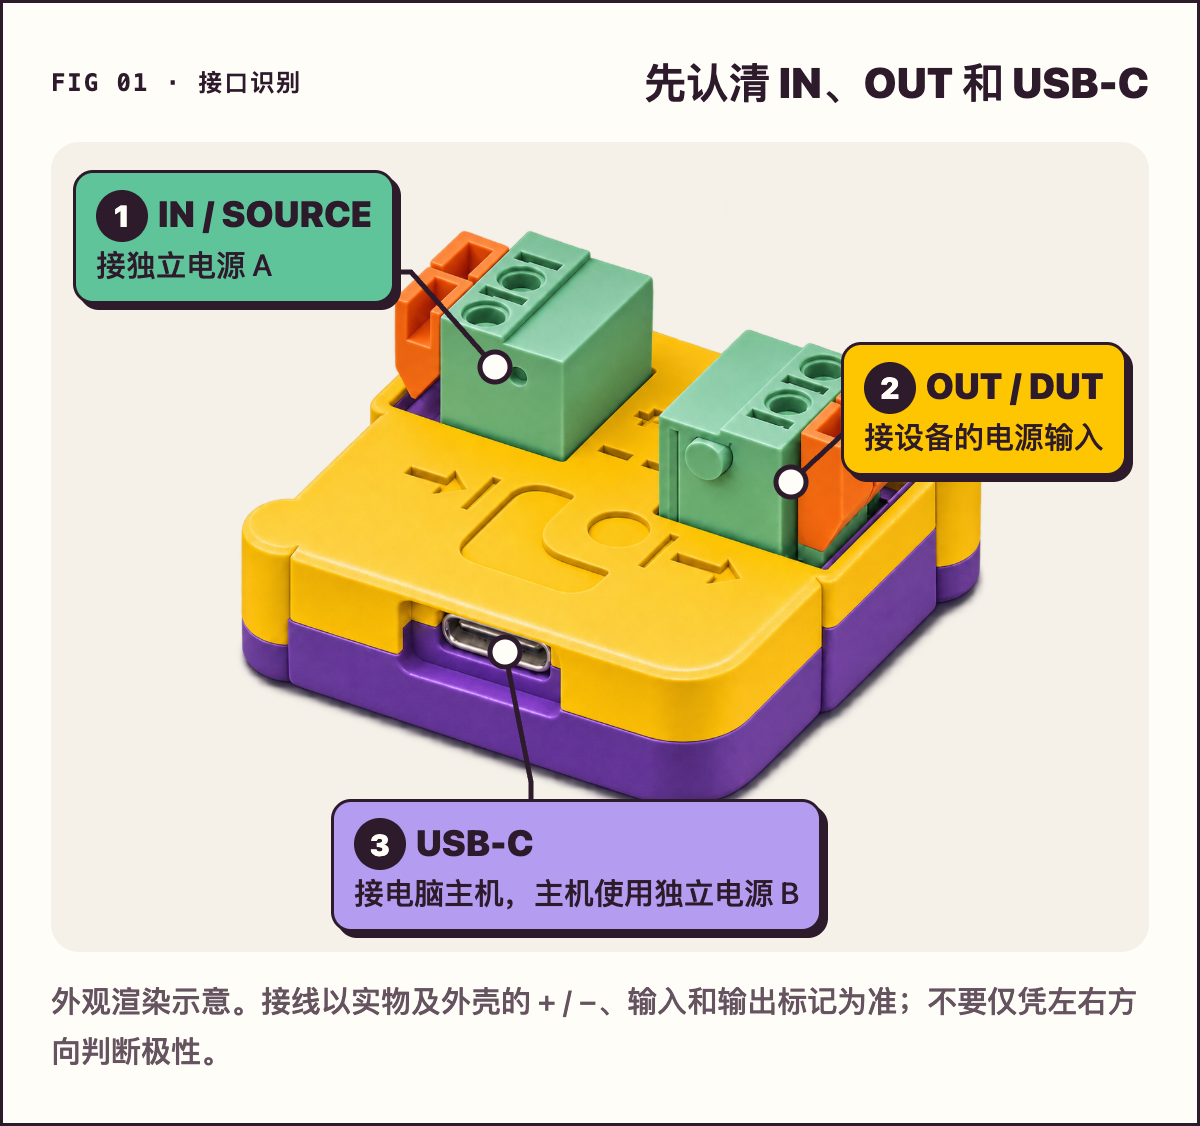 FIG 01 · 接口识别
先认清 IN、OUT 和 USB-C
1 IN / SOURCE
接独立电源 A
2 OUT / DUT
接设备的电源输入
3 USB-C
接电脑主机，主机使用独立电源 B
外观渲染示意。接线以实物及外壳的 + / −、输入和输出标记为准；不要仅凭左右方
向判断极性。